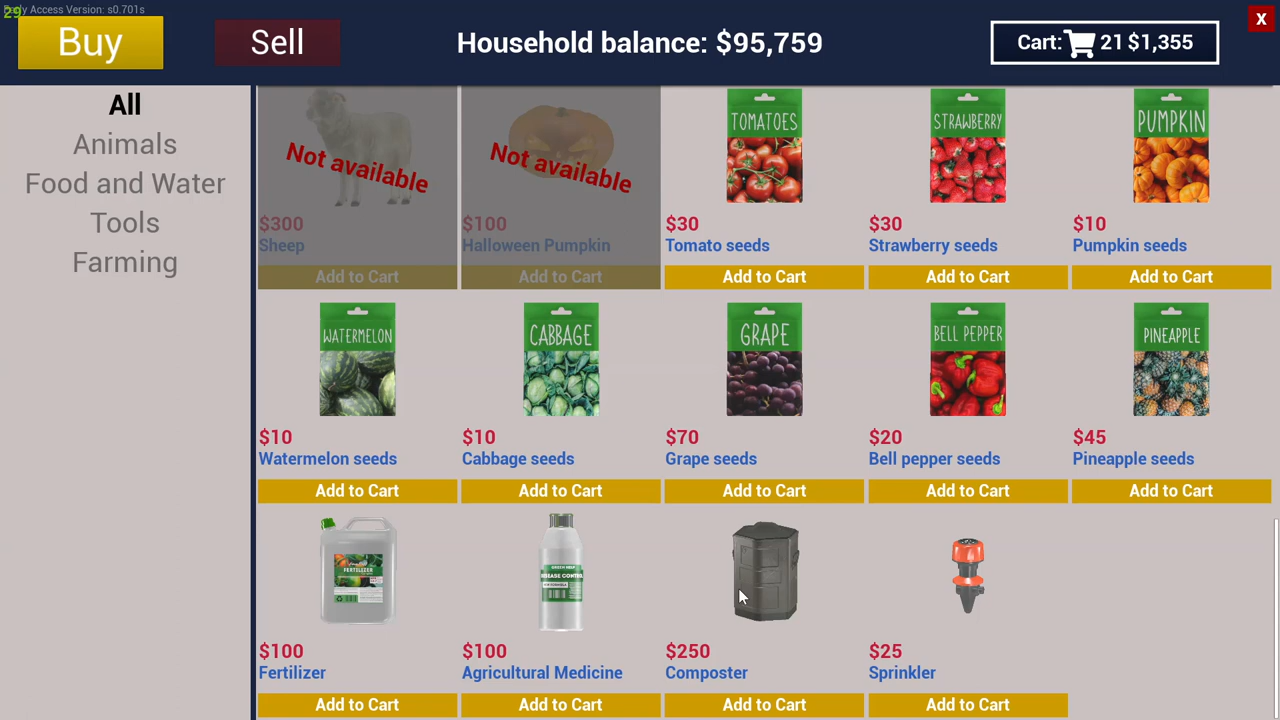 Early Access Version: s0.701s
29
Buy
Sell
Household balance: $95,759
Cart: 21 $1,355
X
All
Animals
Food and Water
Tools
Farming
Not available
$300
Sheep
Add to Cart
Not available
$100
Halloween Pumpkin
Add to Cart
TOMATOES
$30
Tomato seeds
Add to Cart
STRAWBERRY
$30
Strawberry seeds
Add to Cart
PUMPKIN
$10
Pumpkin seeds
Add to Cart
WATERMELON
$10
Watermelon seeds
Add to Cart
CABBAGE
$10
Cabbage seeds
Add to Cart
GRAPE
$70
Grape seeds
Add to Cart
BELL PEPPER
$20
Bell pepper seeds
Add to Cart
PINEAPPLE
$45
Pineapple seeds
Add to Cart
FERTILIZER
$100
Fertilizer
Add to Cart
GREEN HELP
DISEASE CONTROL
$100
Agricultural Medicine
Add to Cart
$250
Composter
Add to Cart
$25
Sprinkler
Add to Cart